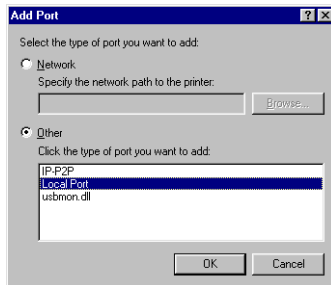 Add Port
Select the type of port you want to add:
Network
Specify the network path to the printer:
Browse...
Other
Click the type of port you want to add:
IP-P2P
Local Port
usbmon.dll
OK
Cancel